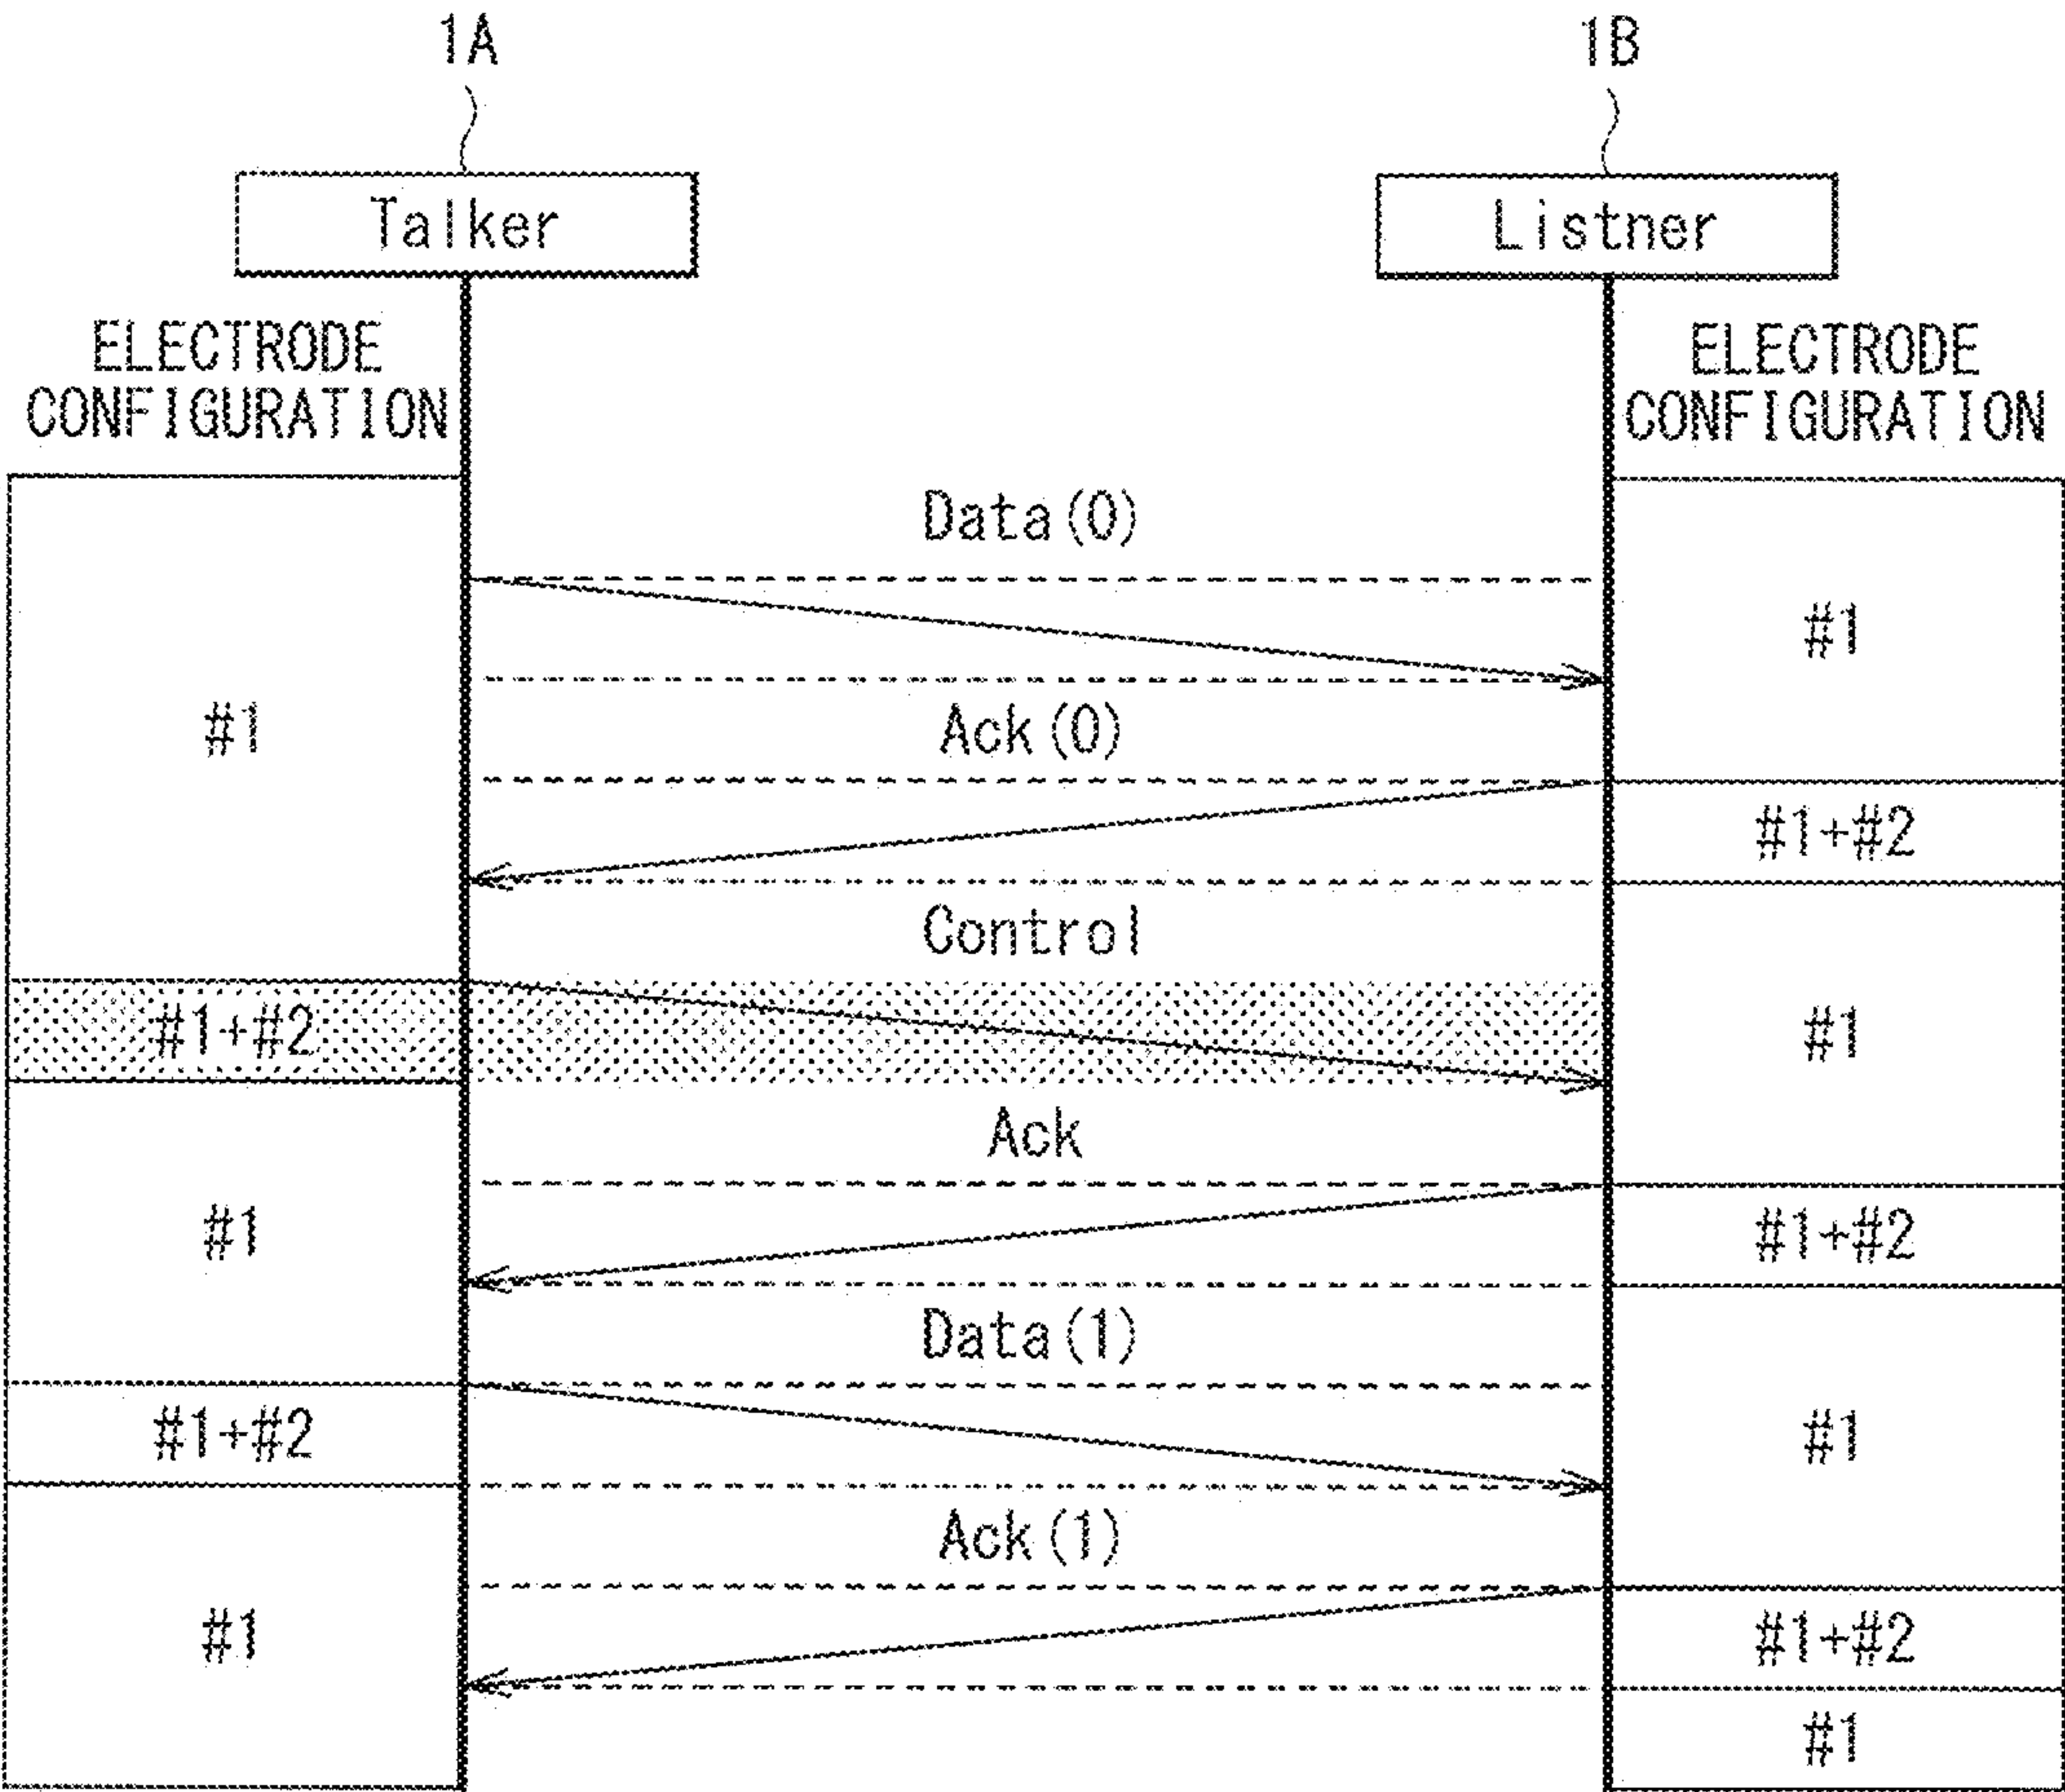 1A
1B
Talker
Listner
ELECTRODE
CONFIGURATION
ELECTRODE
CONFIGURATION
Data(0)
#1
#1
Ack(0)
#1+#2
Control
#1+#2
#1
Ack
#1
#1+#2
Data(1)
#1+#2
#1
Ack(1)
#1
#1+#2
#1